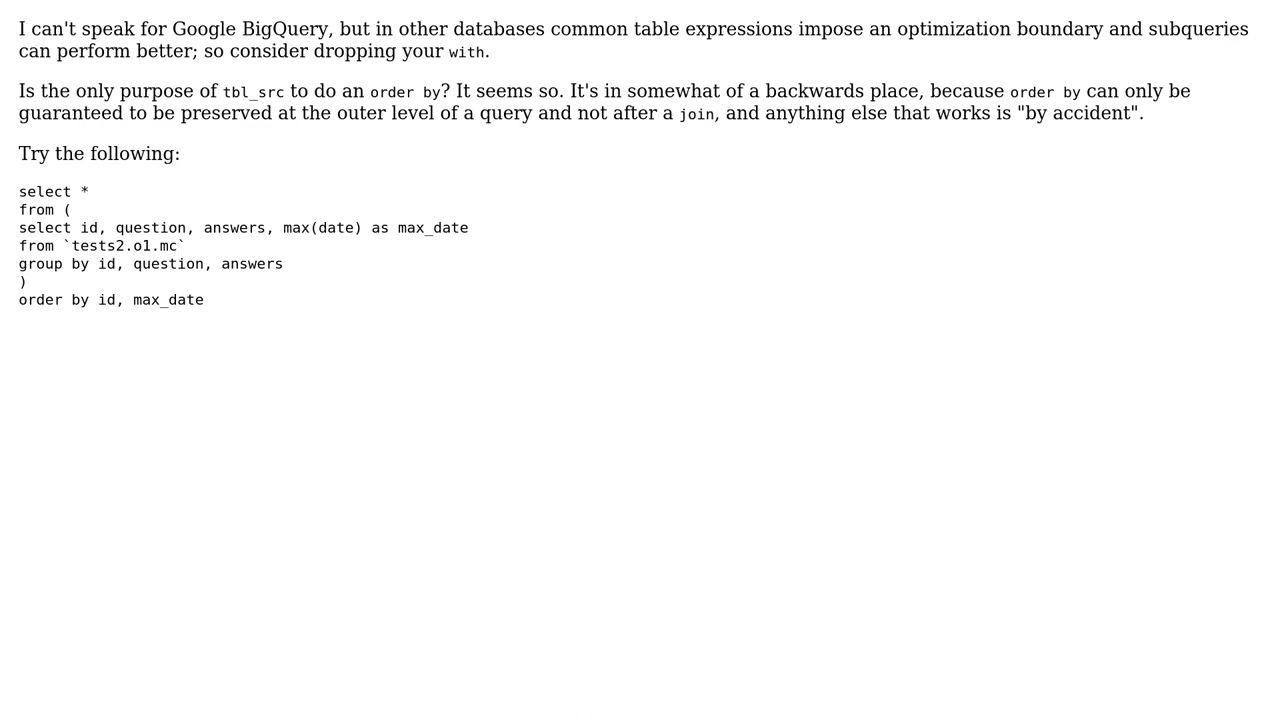 I can't speak for Google BigQuery, but in other databases common table expressions impose an optimization boundary and subqueries
can perform better; so consider dropping your with.
Is the only purpose of tbl_src to do an order by? It seems so. It's in somewhat of a backwards place, because order by can only be
guaranteed to be preserved at the outer level of a query and not after a join, and anything else that works is "by accident".
Try the following:
select *
from (
select id, question, answers, max(date) as max_date
from `tests2.o1.mc`
group by id, question, answers
)
order by id, max_date